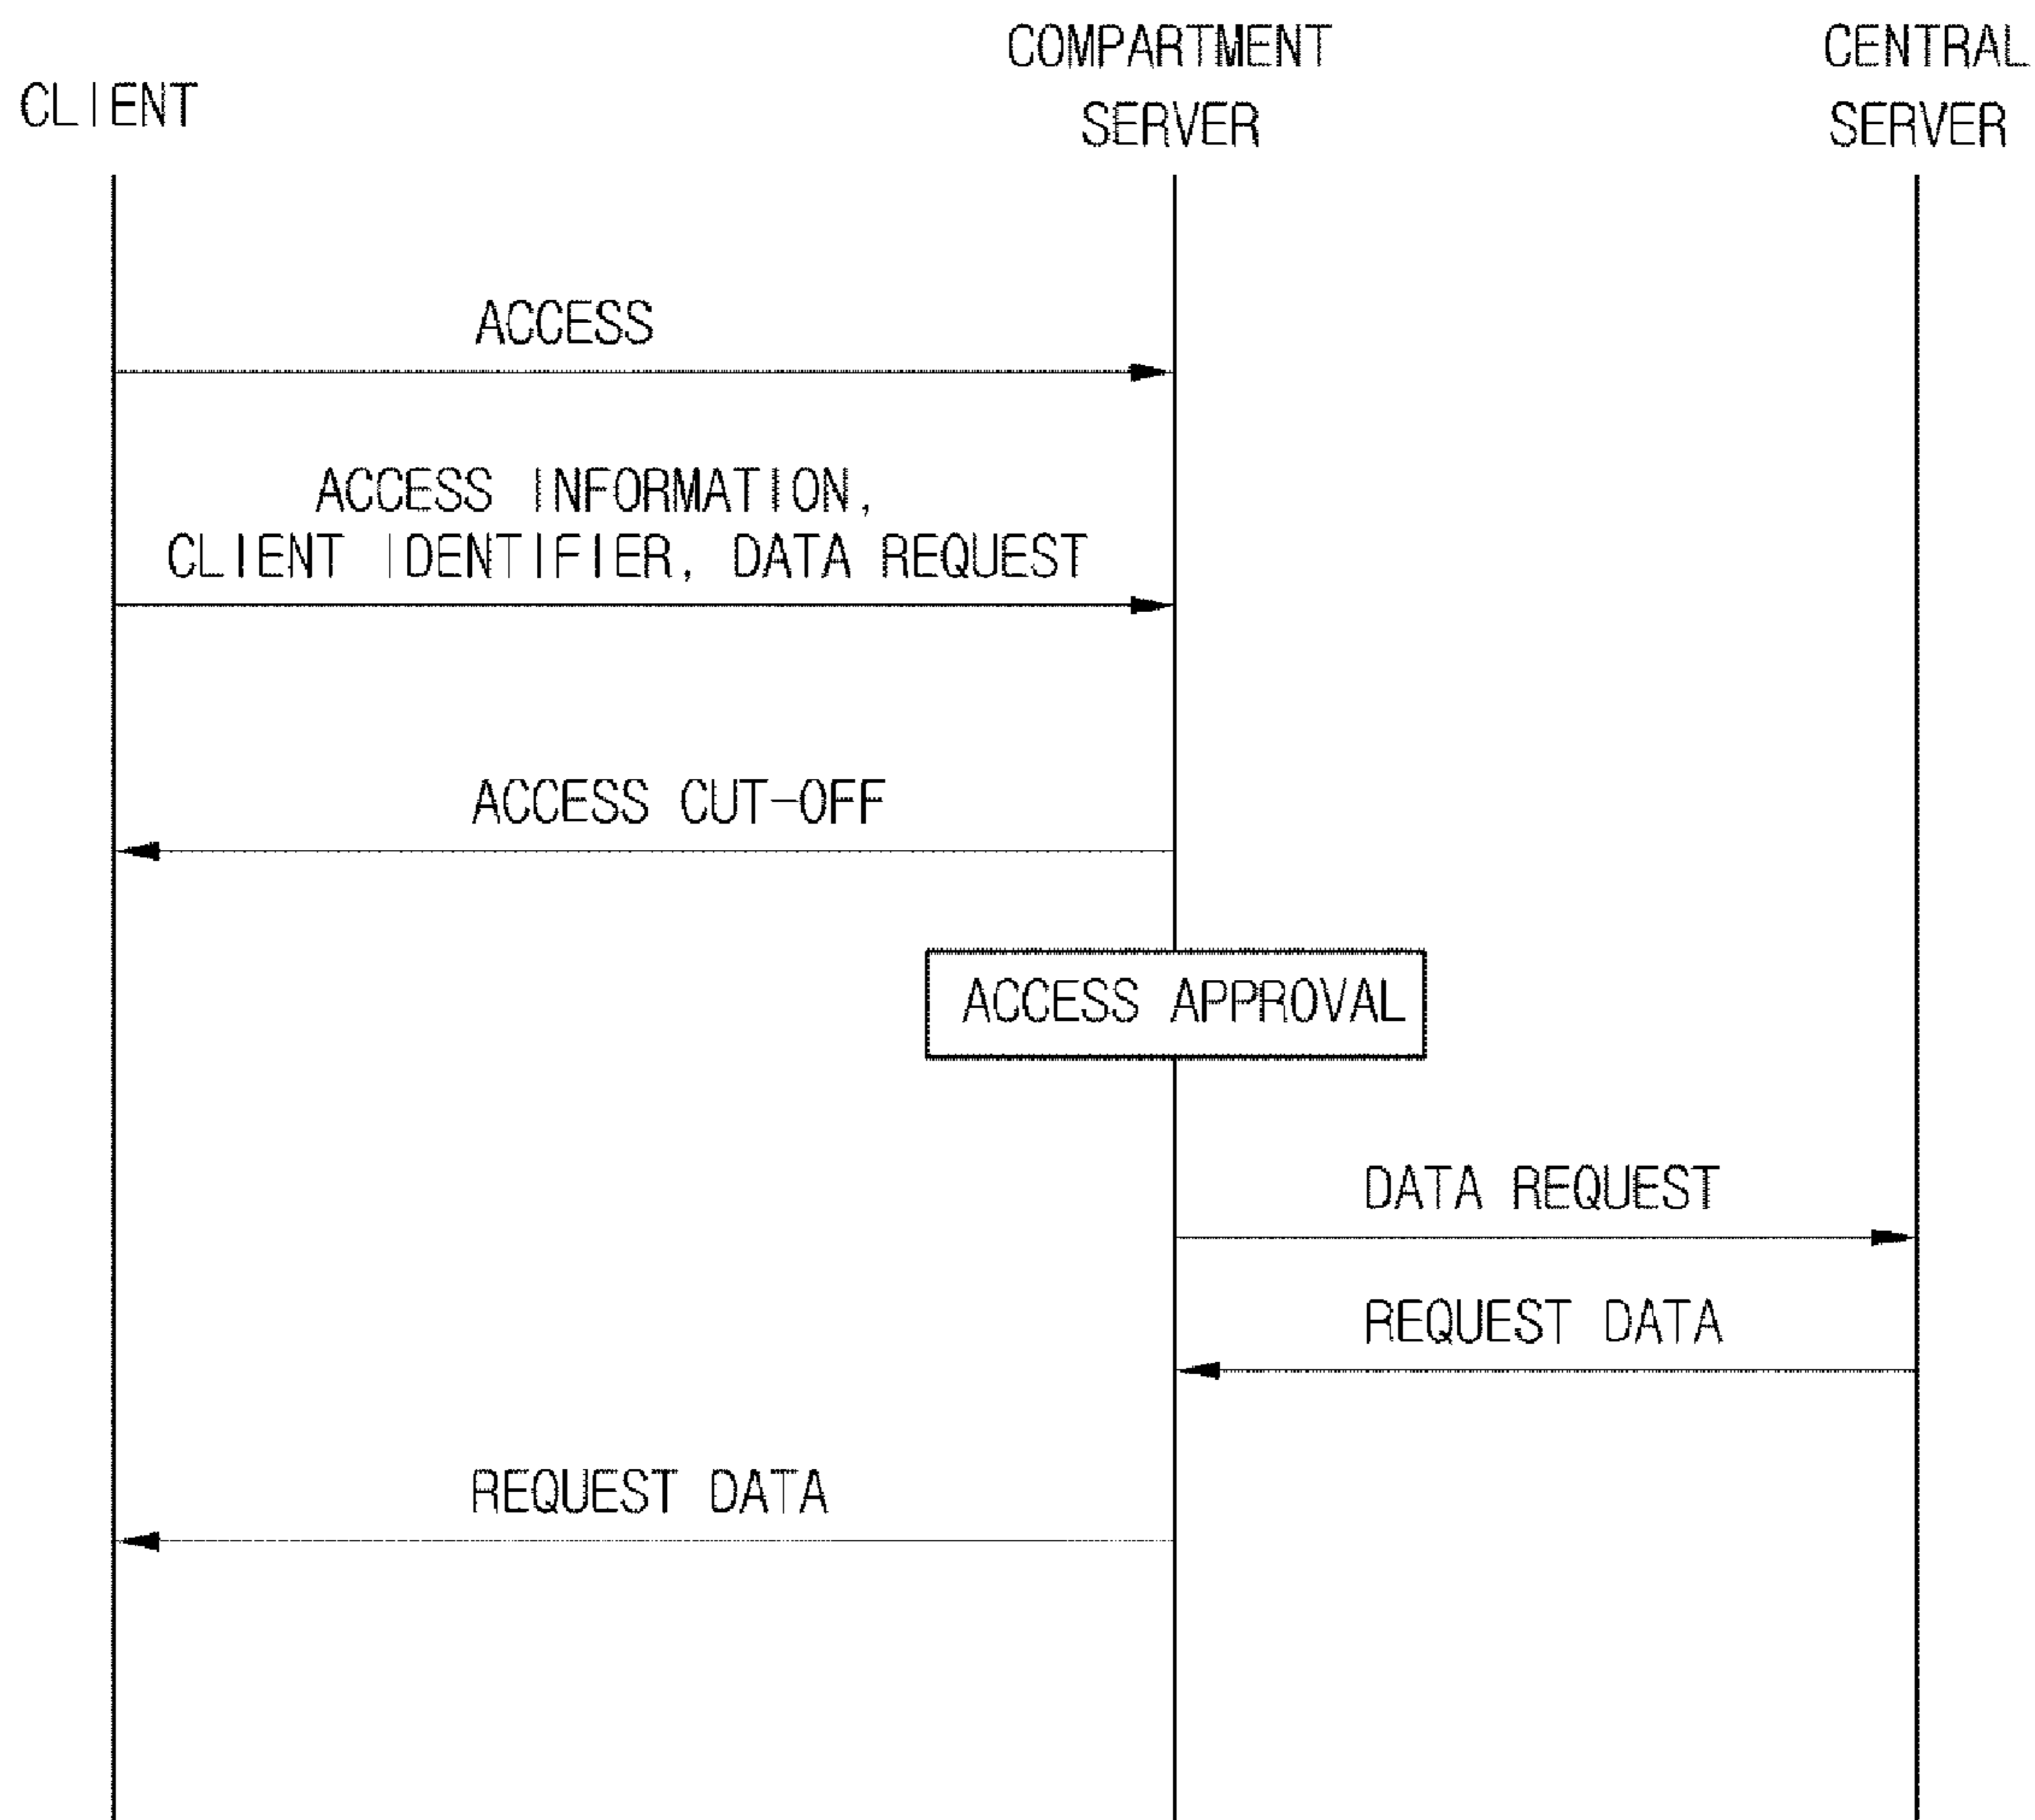 CLIENT
COMPARTMENT
SERVER
CENTRAL
SERVER
ACCESS
ACCESS INFORMATION,
CLIENT IDENTIFIER, DATA REQUEST
ACCESS CUT-OFF
ACCESS APPROVAL
DATA REQUEST
REQUEST DATA
REQUEST DATA